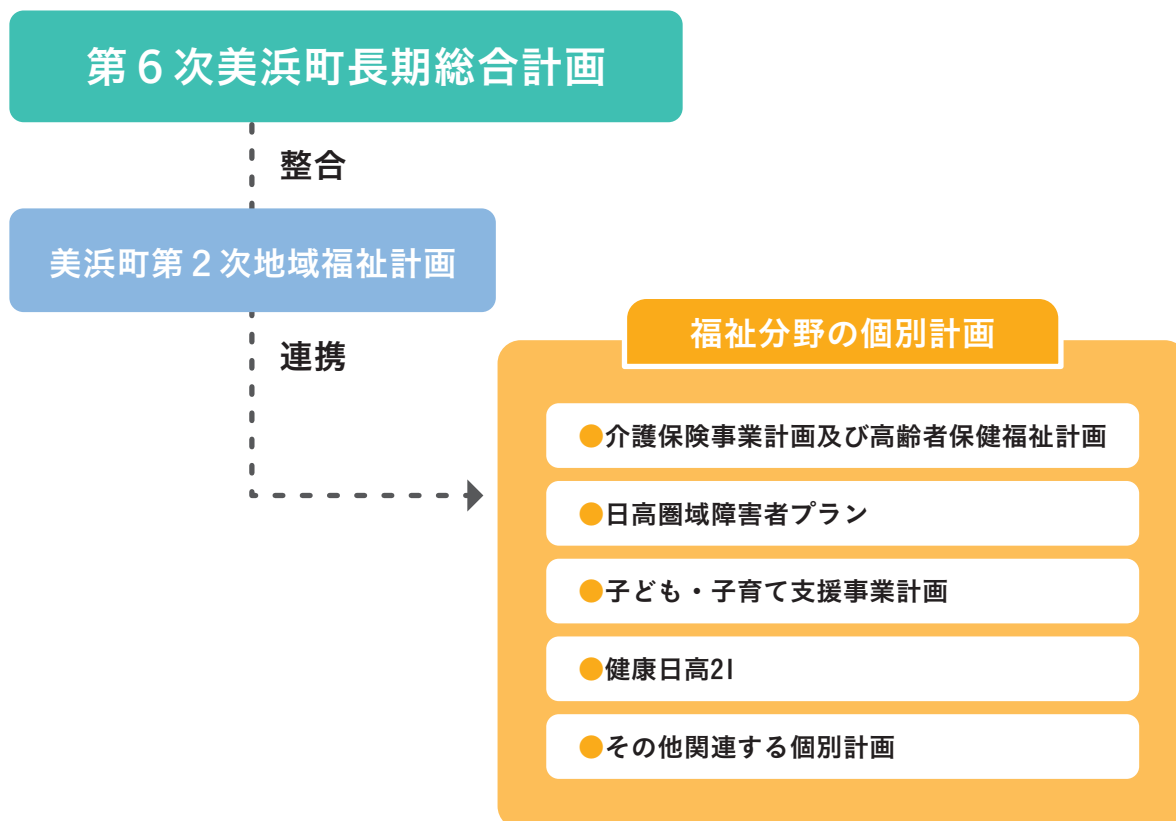 第６次美浜町長期総合計画
整合
美浜町第２次地域福祉計画
連携
福祉分野の個別計画
●介護保険事業計画及び高齢者保健福祉計画
●日高圏域障害者プラン
●子ども・子育て支援事業計画
●健康日高21
●その他関連する個別計画